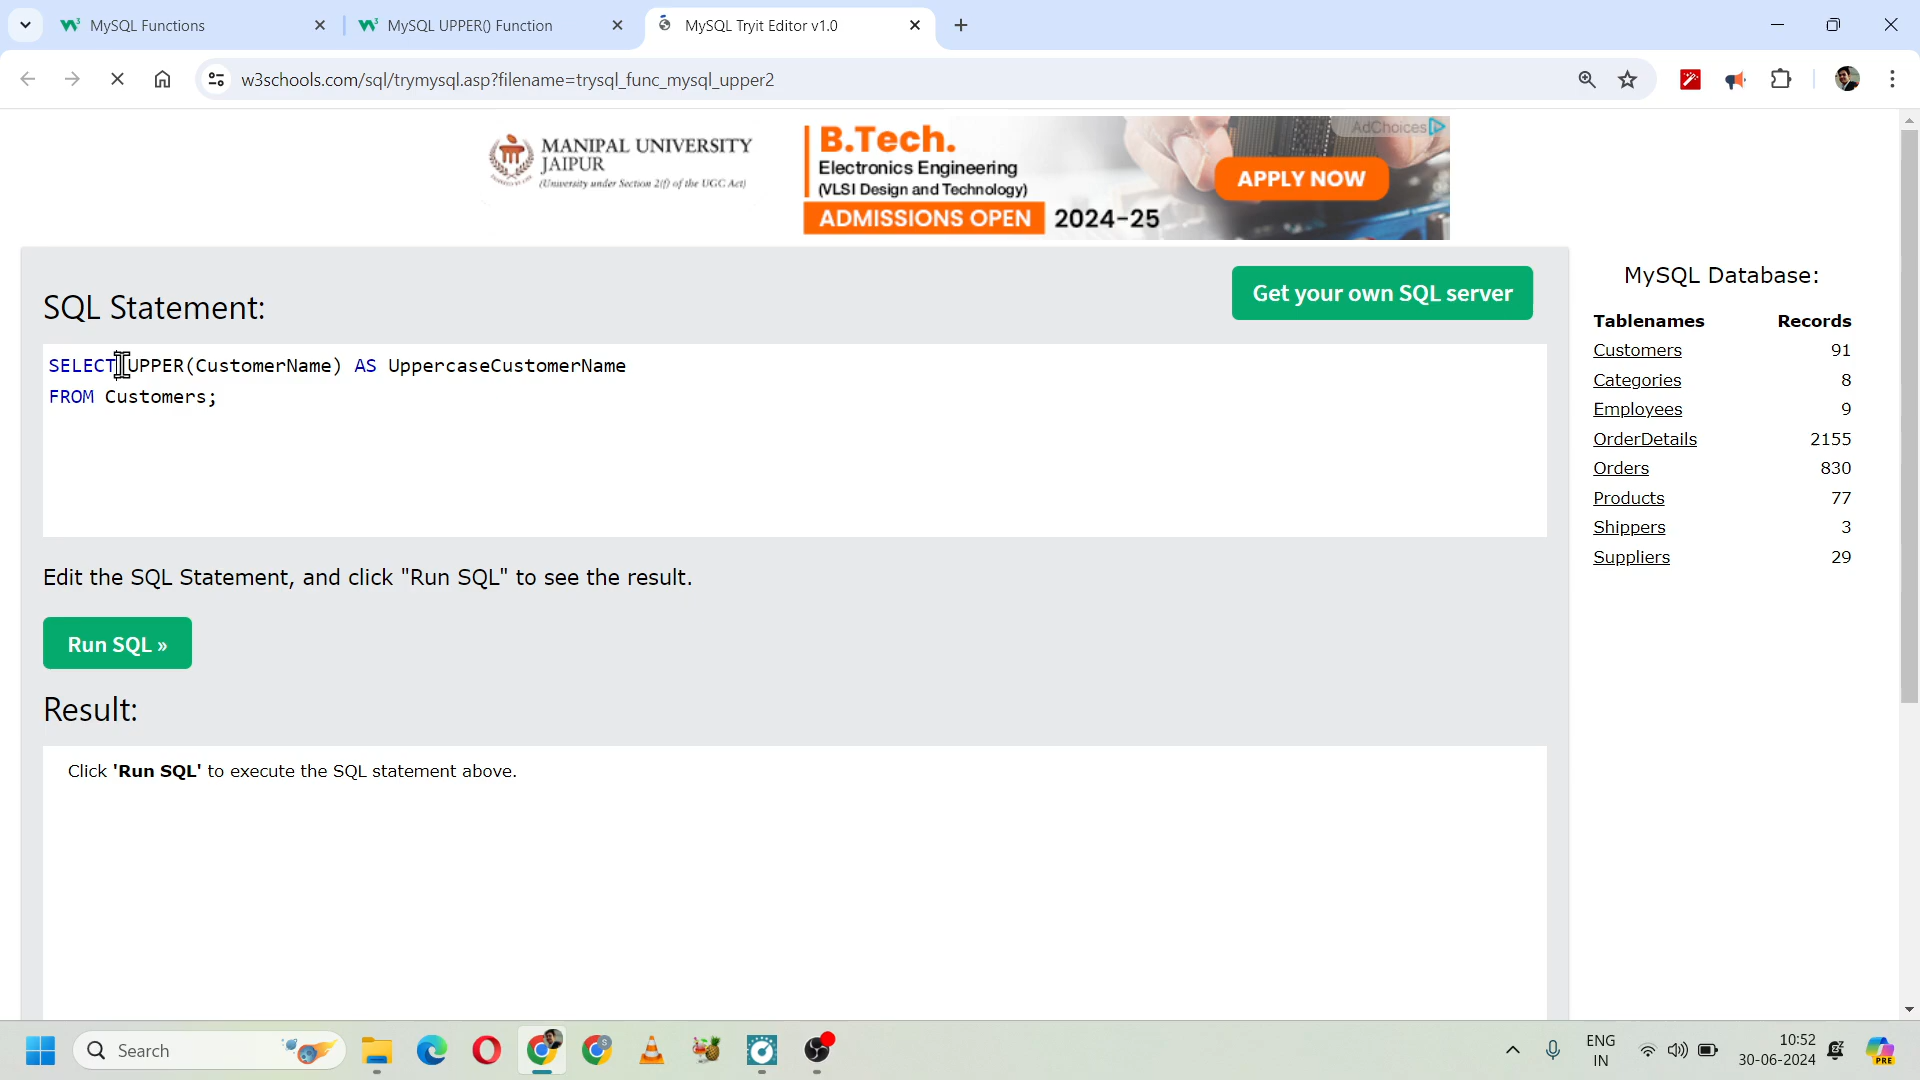 MySQL Functions
MySQL UPPER() Function
MySQL Tryit Editor v1.0
w3schools.com/sql/trymysql.asp?filename=trysql_func_mysql_upper2
MANIPAL UNIVERSITY
JAIPUR
(University under Section 2(f) of the UGC Act)
B.Tech.
Electronics Engineering
(VLSI Design and Technology)
ADMISSIONS OPEN 2024-25
APPLY NOW
AdChoices
SQL Statement:
Get your own SQL server
SELECT UPPER(CustomerName) AS UppercaseCustomerName
FROM Customers;
Edit the SQL Statement, and click "Run SQL" to see the result.
Run SQL »
Result:
Click 'Run SQL' to execute the SQL statement above.
MySQL Database:
Tablenames Records
Customers 91
Categories 8
Employees 9
OrderDetails 2155
Orders 830
Products 77
Shippers 3
Suppliers 29
Search
ENG
IN
10:52
30-06-2024
PRE